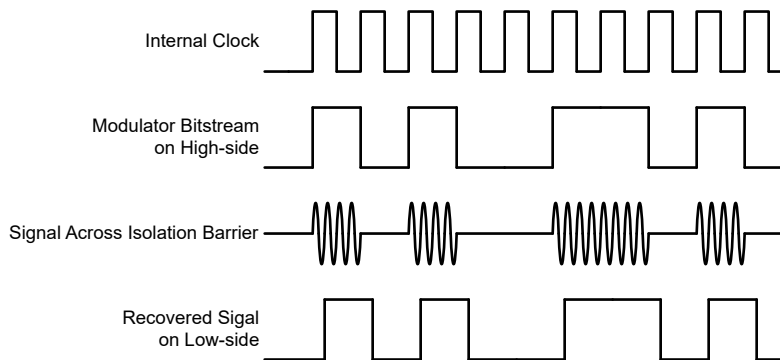 Internal Clock
Modulator Bitstream
on High-side
Signal Across Isolation Barrier
Recovered Sigal
on Low-side